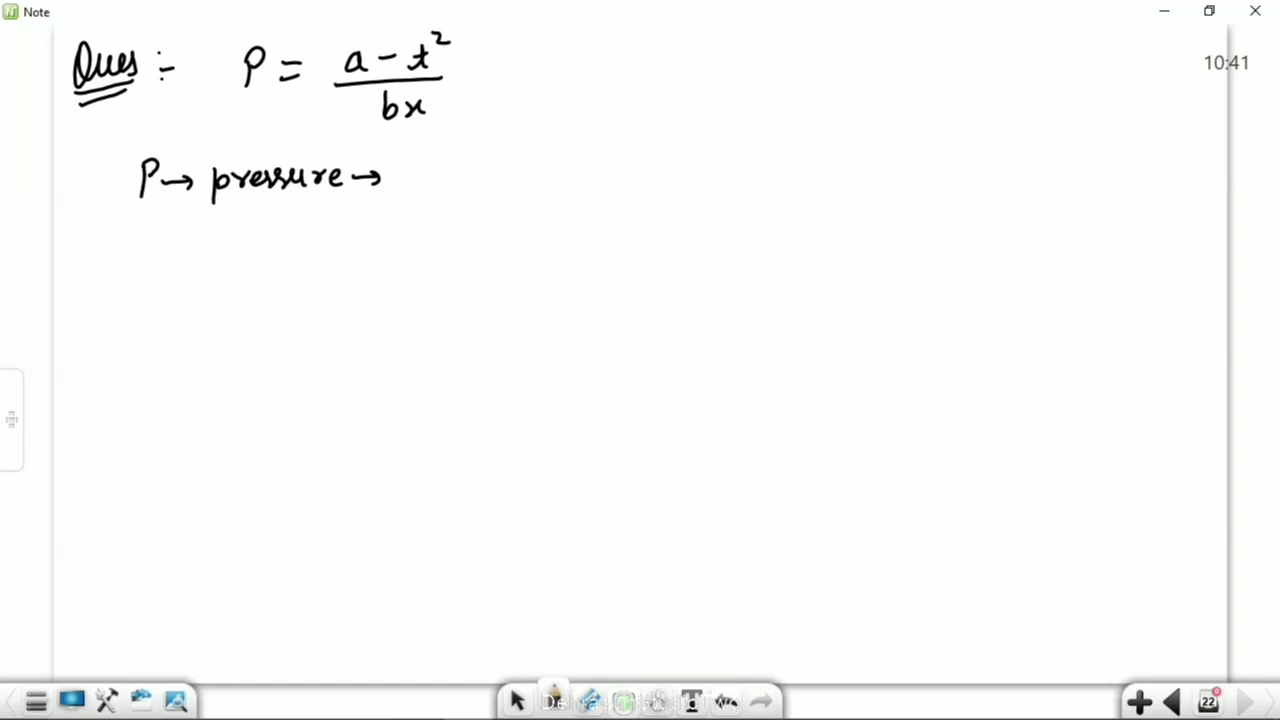 Note
Ques :- P = a - t² / bx
10:41
P → pressure →
22